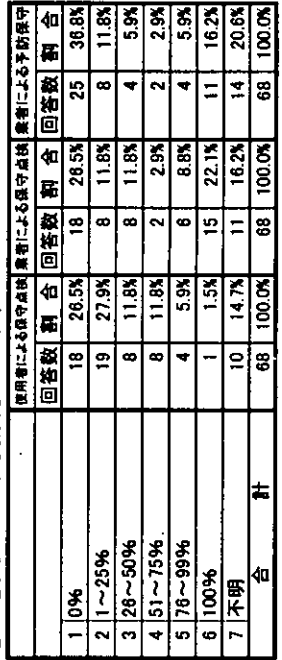 使用者による保守点検 業者による保守点検 業者による予防保守
回答数 割 合 回答数 割 合 回答数 割 合
1 0% 18 26.5% 18 26.5% 25 36.8%
2 1～25% 19 27.9% 8 11.8% 8 11.8%
3 26～50% 8 11.8% 8 11.8% 4 5.9%
4 51～75% 8 11.8% 2 2.9% 2 2.9%
5 76～99% 4 5.9% 6 8.8% 4 5.9%
6 100% 1 1.5% 15 22.1% 11 16.2%
7 不明 10 14.7% 11 16.2% 14 20.6%
合 計 68 100.0% 68 100.0% 68 100.0%